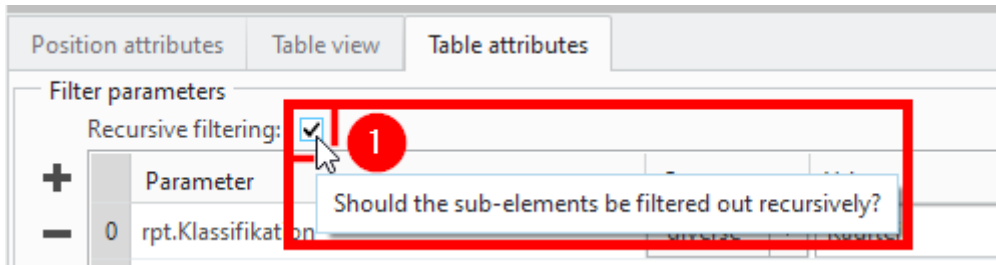 Position attributes Table view Table attributes
Filter parameters
Recursive filtering:
1
Parameter
Should the sub-elements be filtered out recursively?
0 rpt.Klassifikation